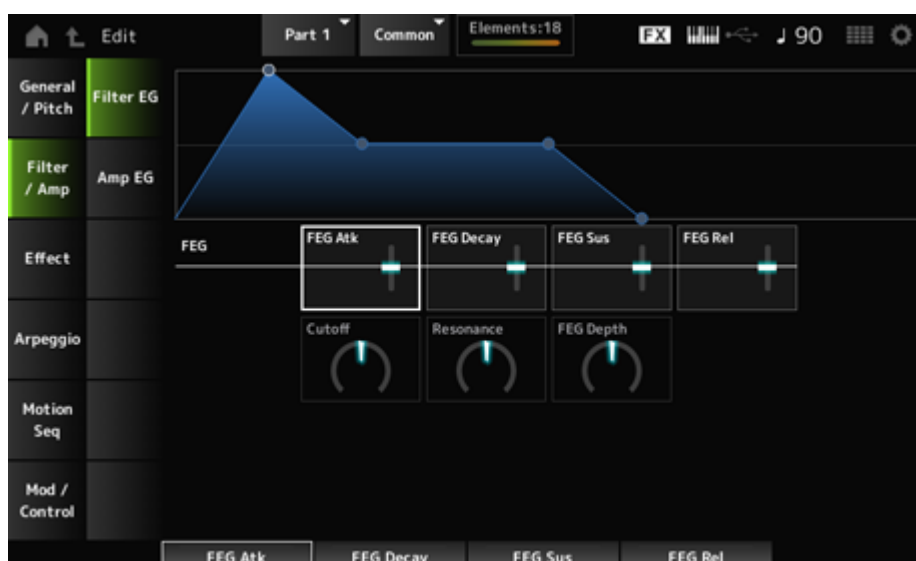 Edit
Part 1
Common
Elements:18
FX
90
General
/ Pitch
Filter EG
Filter
/ Amp
Amp EG
Effect
Arpeggio
Motion
Seq
Mod /
Control
FEG
FEG Atk
FEG Decay
FEG Sus
FEG Rel
Cutoff
Resonance
FEG Depth
FEG Atk
FEG Decay
FEG Sus
FEG Rel